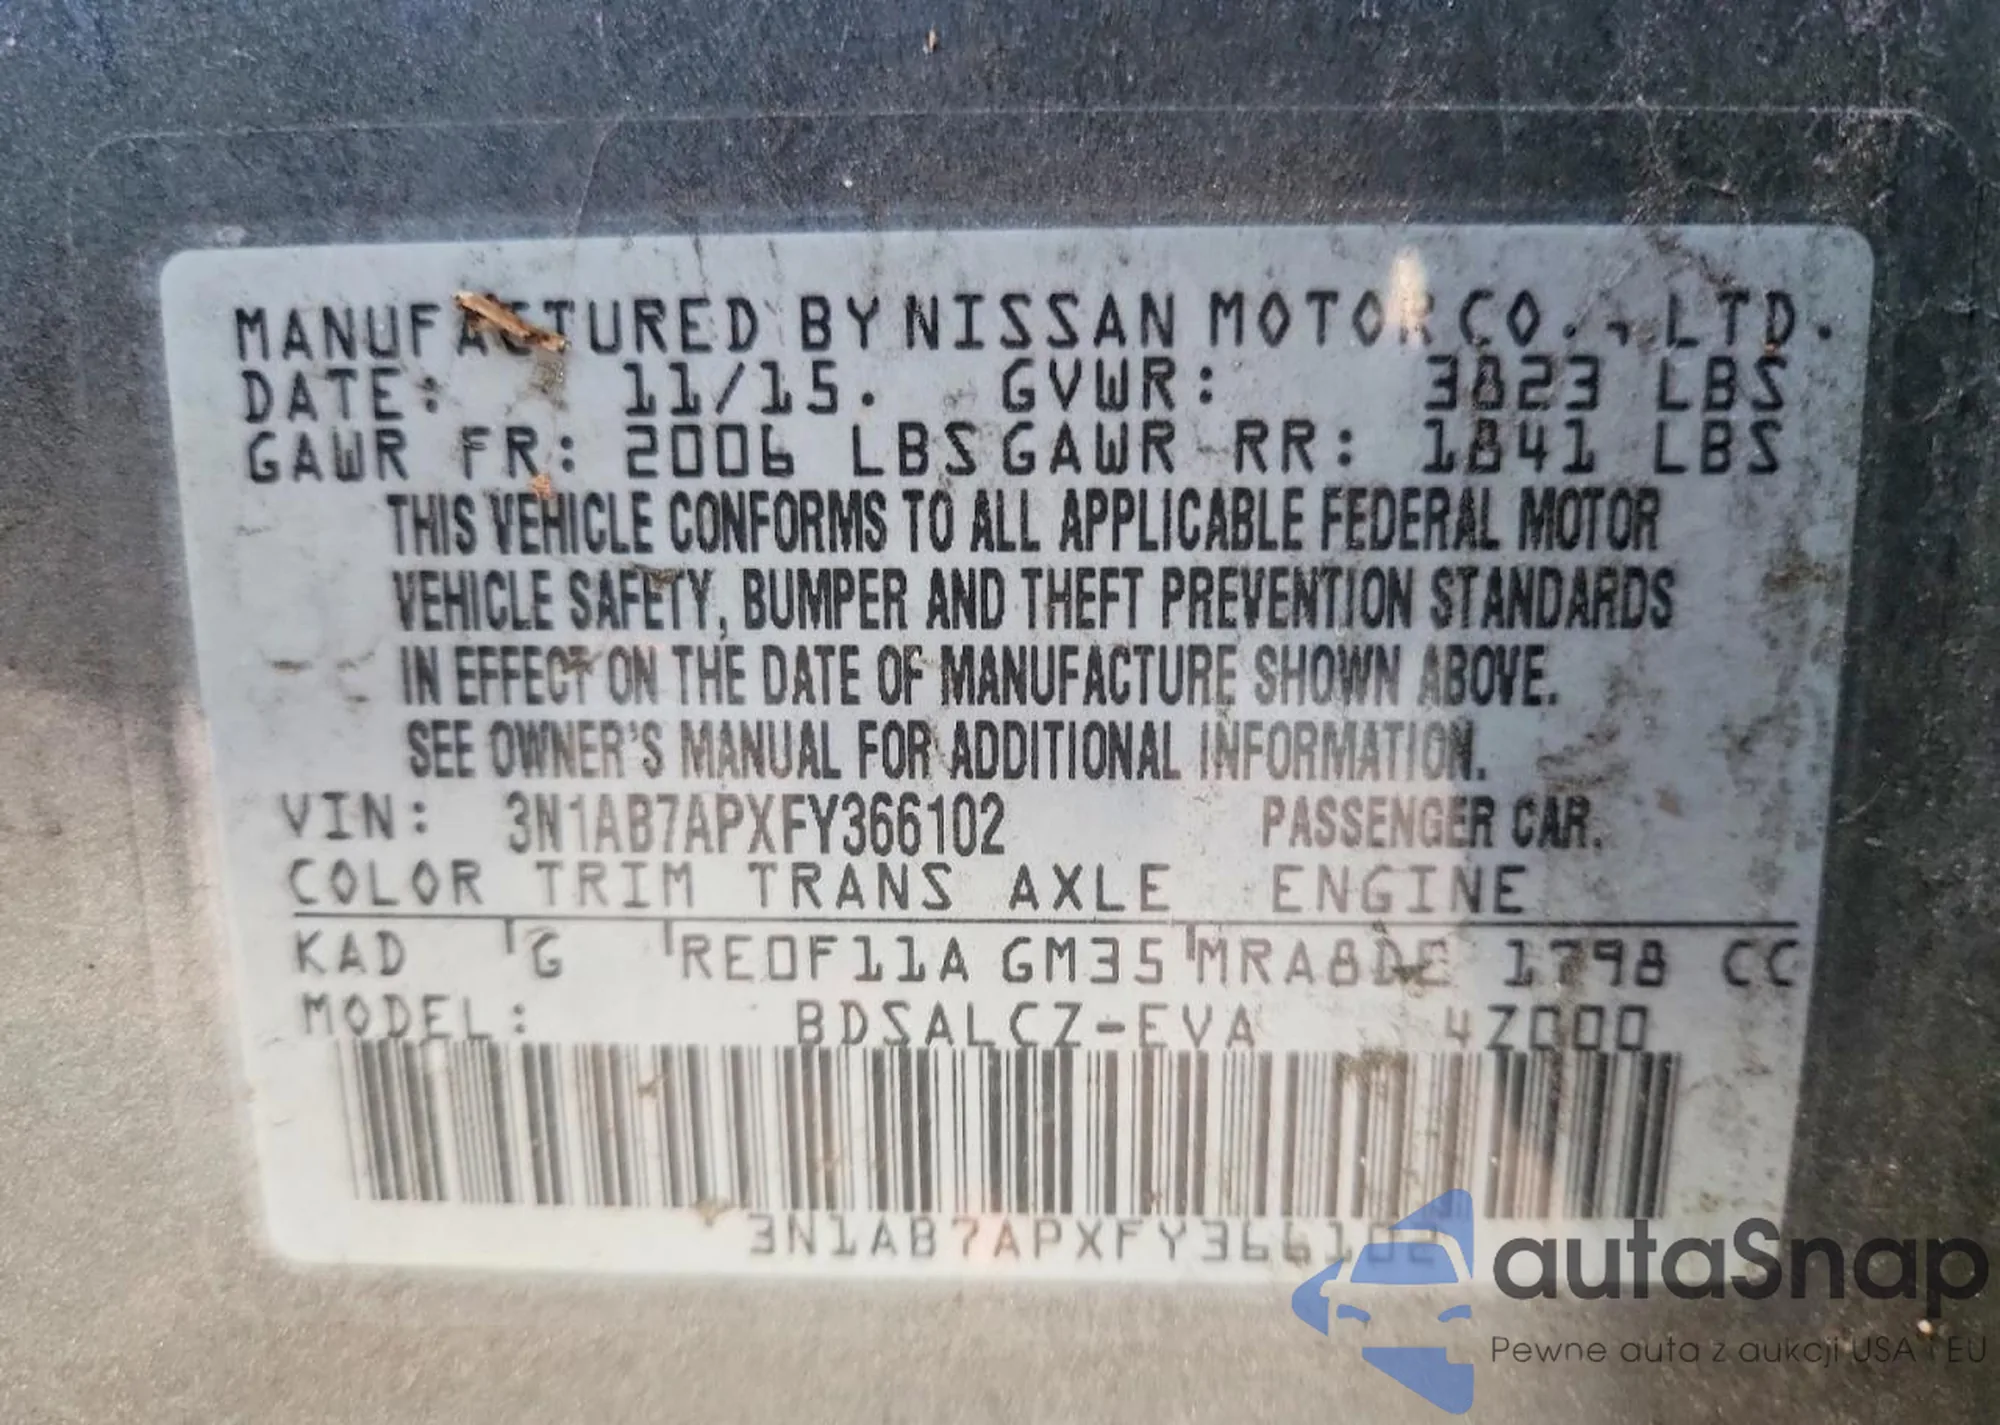 MANUFACTURED BY NISSAN MOTOR CO., LTD.
DATE: 11/15. GVWR: 3823 LBS
GAWR FR: 2006 LBS GAWR RR: 1841 LBS
THIS VEHICLE CONFORMS TO ALL APPLICABLE FEDERAL MOTOR
VEHICLE SAFETY, BUMPER AND THEFT PREVENTION STANDARDS
IN EFFECT ON THE DATE OF MANUFACTURE SHOWN ABOVE.
SEE OWNER'S MANUAL FOR ADDITIONAL INFORMATION.
VIN: 3N1AB7APXFY366102 PASSENGER CAR.
COLOR TRIM TRANS AXLE ENGINE
KAD G RE0F11A GM35 MRA8DE 1798 CC
MODEL: BDSALCZ-EVA 4Z000
3N1AB7APXFY366102
autaSnap
Pewne auta z aukcji USA i EU